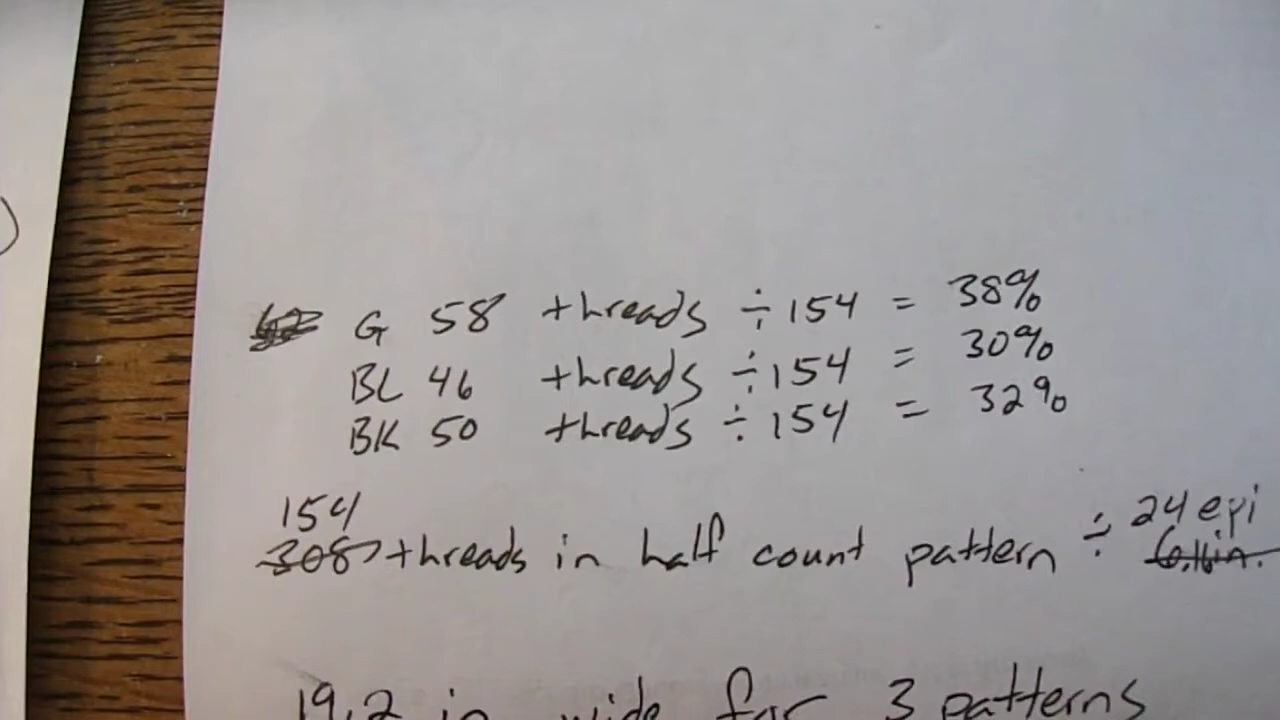 G 58 threads ÷ 154 = 38%
BL 46 threads ÷ 154 = 30%
BK 50 threads ÷ 154 = 32%
154 24 epi
308 threads in half count pattern ÷
19.2 in wide for 3 patterns